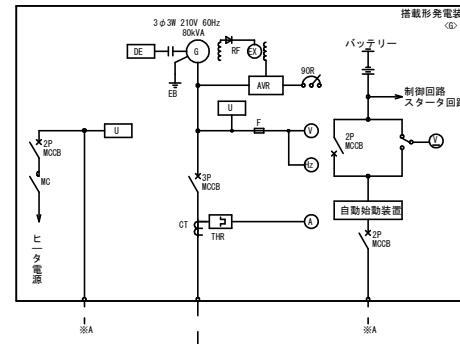 搭載形発電装
<G>
3φ3W 210V 60Hz
80kVA
DE
G
RF
EX
EB
AVR
90R
U
F
V
Hz
3P
MCCB
CT
THR
A
U
2P
MCCB
MC
ヒータ電源
※A
バッテリー
制御回路
スタータ回路
2P
MCCB
V
自動始動装置
2P
MCCB
※A